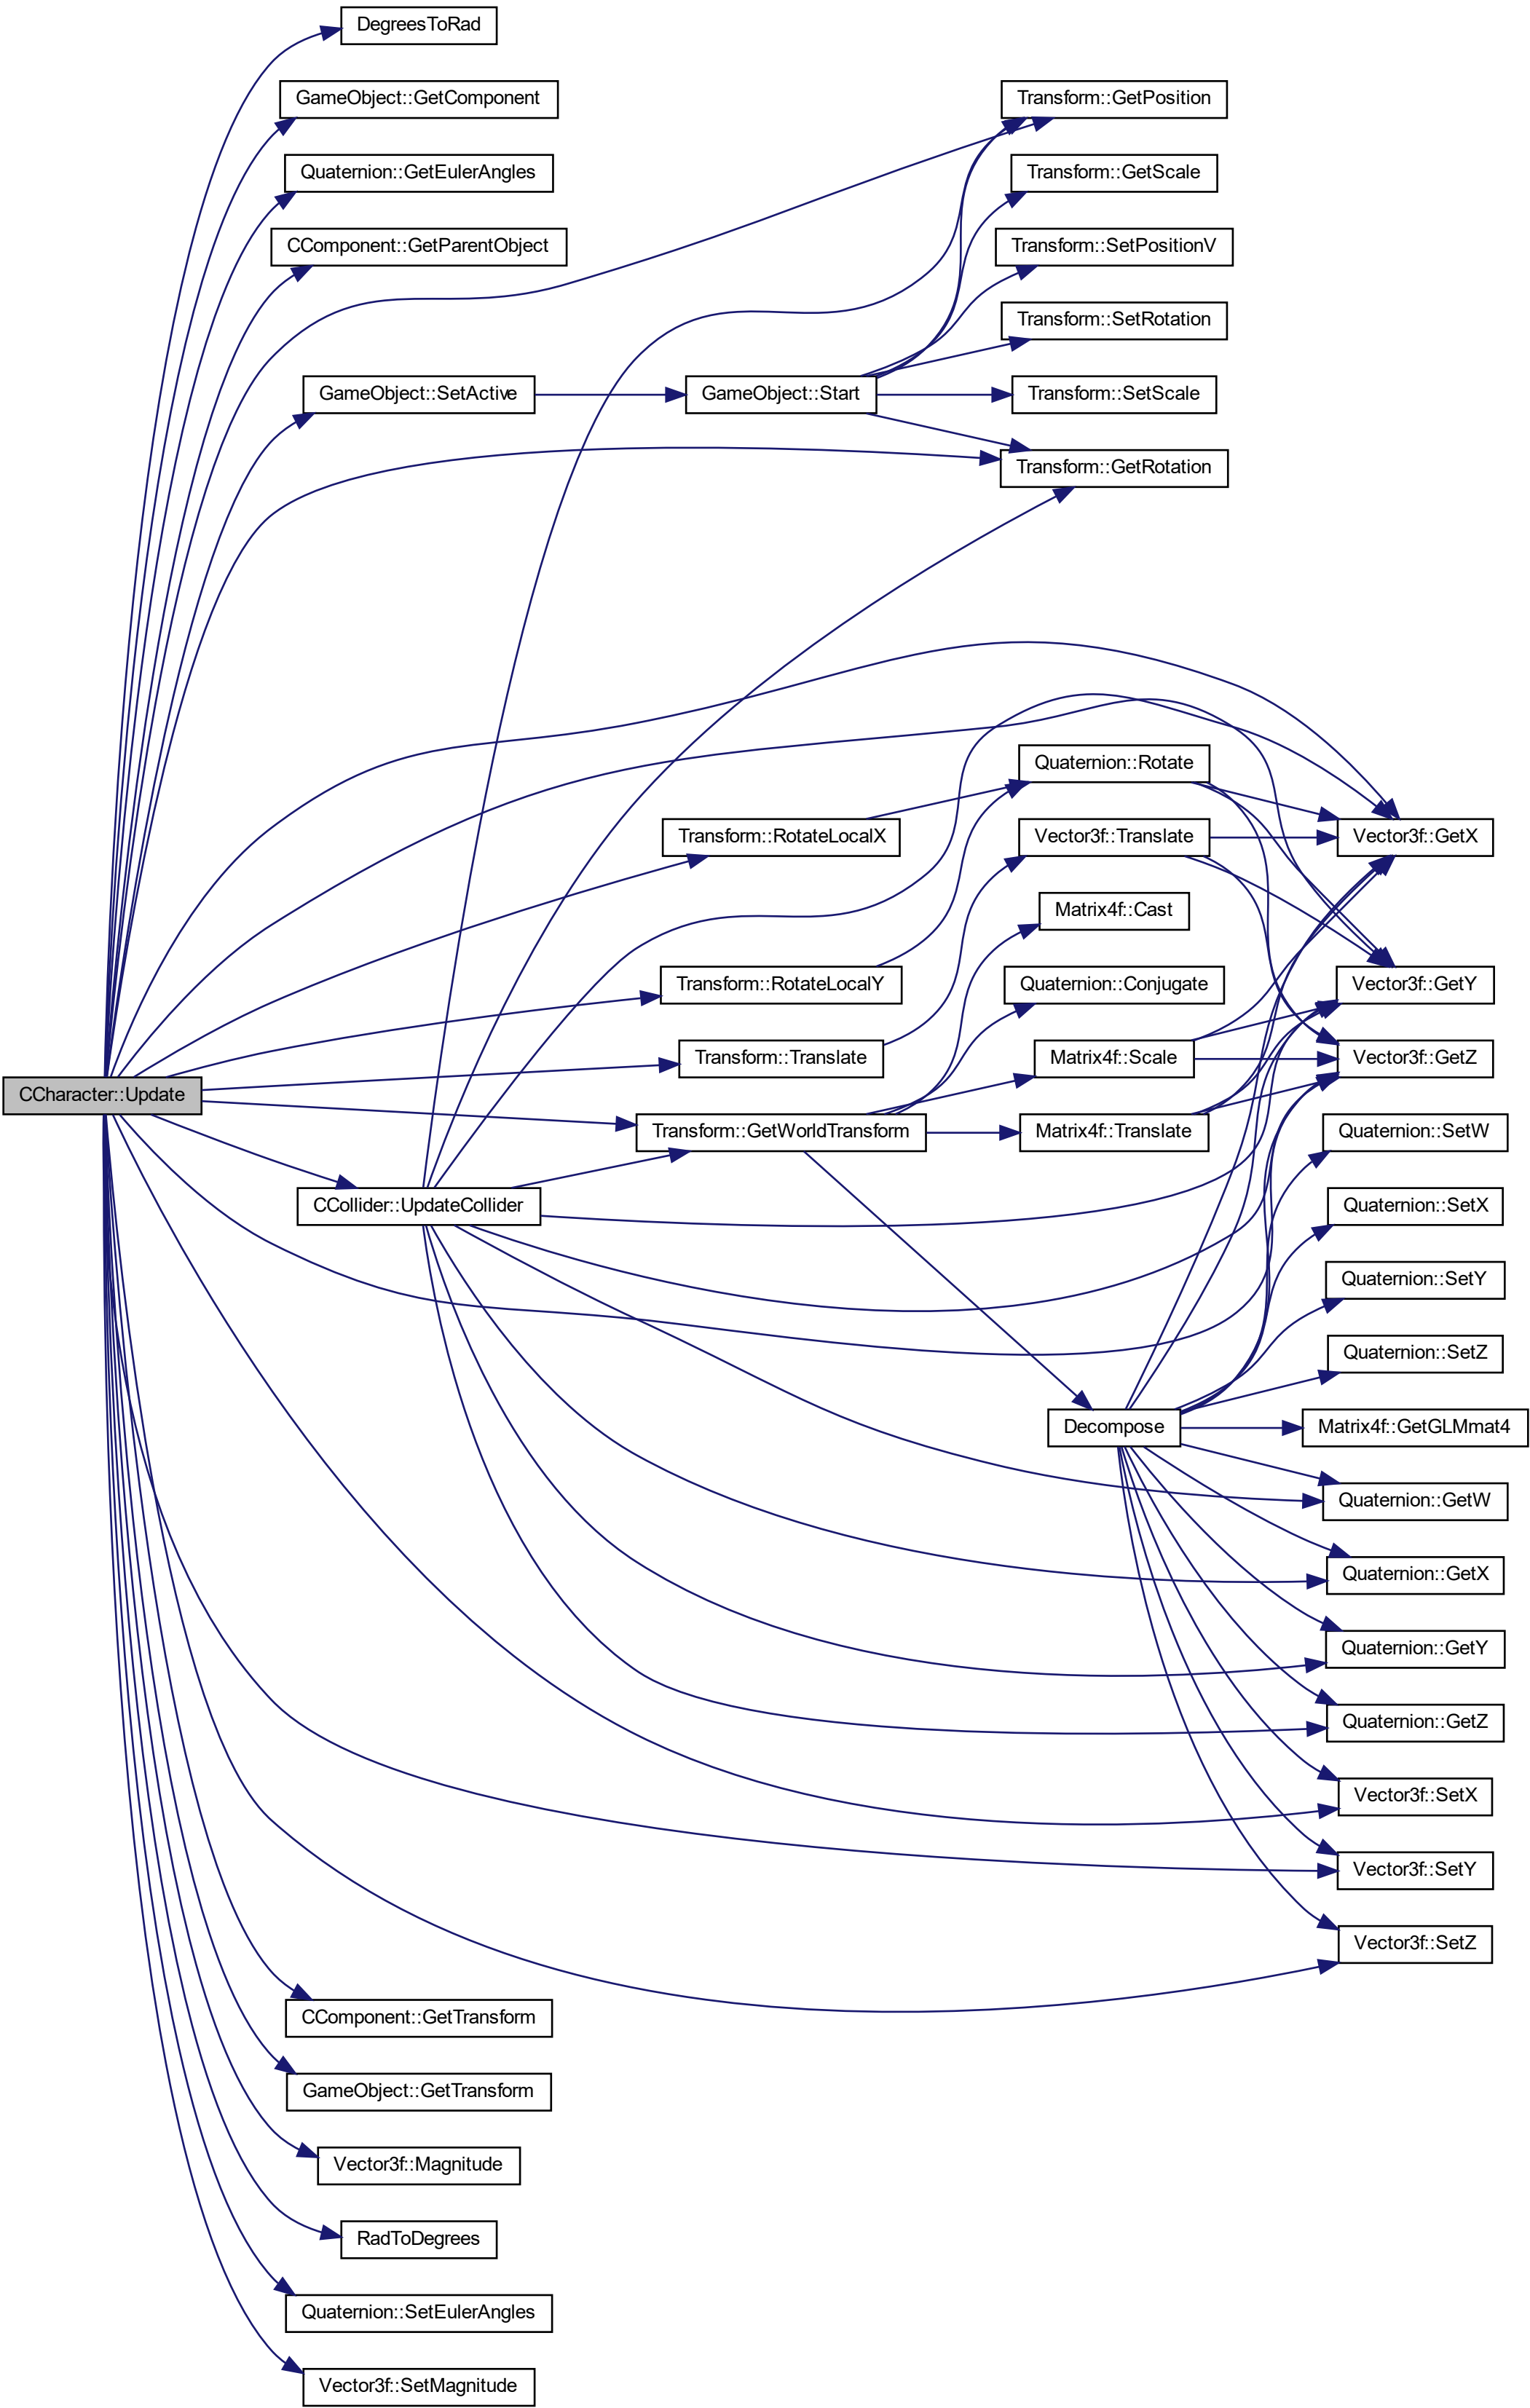 DegreesToRad
GameObject::GetComponent
Transform::GetPosition
Quaternion::GetEulerAngles
Transform::GetScale
CComponent::GetParentObject
Transform::SetPositionV
Transform::SetRotation
GameObject::SetActive
GameObject::Start
Transform::SetScale
Transform::GetRotation
Quaternion::Rotate
Transform::RotateLocalX
Vector3f::Translate
Vector3f::GetX
Matrix4f::Cast
Transform::RotateLocalY
Quaternion::Conjugate
Vector3f::GetY
Transform::Translate
Matrix4f::Scale
Vector3f::GetZ
CCharacter::Update
Transform::GetWorldTransform
Matrix4f::Translate
Quaternion::SetW
CCollider::UpdateCollider
Quaternion::SetX
Quaternion::SetY
Quaternion::SetZ
Decompose
Matrix4f::GetGLMmat4
Quaternion::GetW
Quaternion::GetX
Quaternion::GetY
Quaternion::GetZ
Vector3f::SetX
Vector3f::SetY
Vector3f::SetZ
CComponent::GetTransform
GameObject::GetTransform
Vector3f::Magnitude
RadToDegrees
Quaternion::SetEulerAngles
Vector3f::SetMagnitude